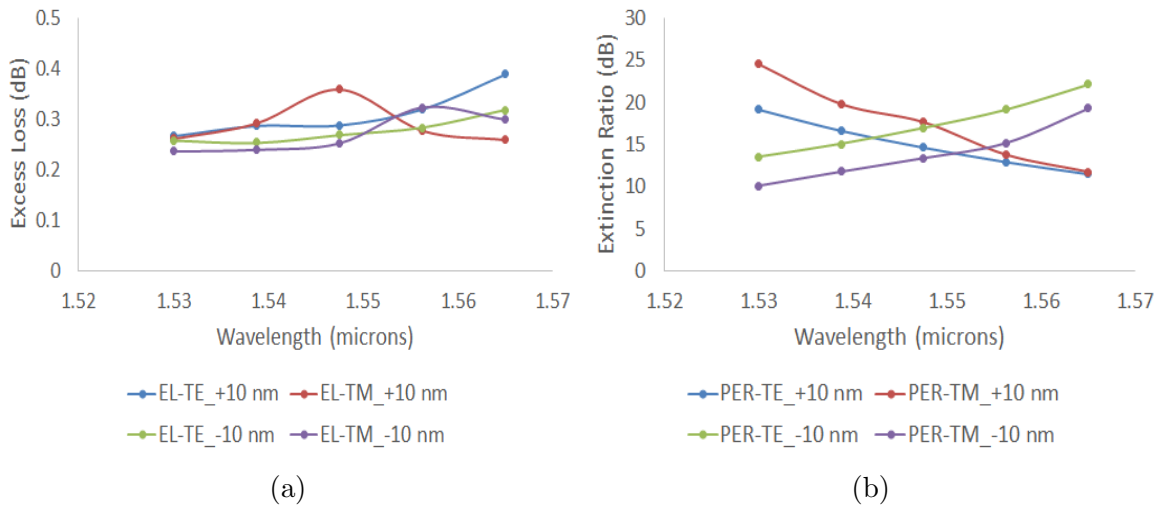 0.5
0.4
0.3
0.2
0.1
0
Excess Loss (dB)
1.52 1.53 1.54 1.55 1.56 1.57
Wavelength (microns)
EL-TE_+10 nm EL-TM_+10 nm
EL-TE_-10 nm EL-TM_-10 nm
(a)
30
25
20
15
10
5
0
Extinction Ratio (dB)
1.52 1.53 1.54 1.55 1.56 1.57
Wavelength (microns)
PER-TE_+10 nm PER-TM_+10 nm
PER-TE_-10 nm PER-TM_-10 nm
(b)